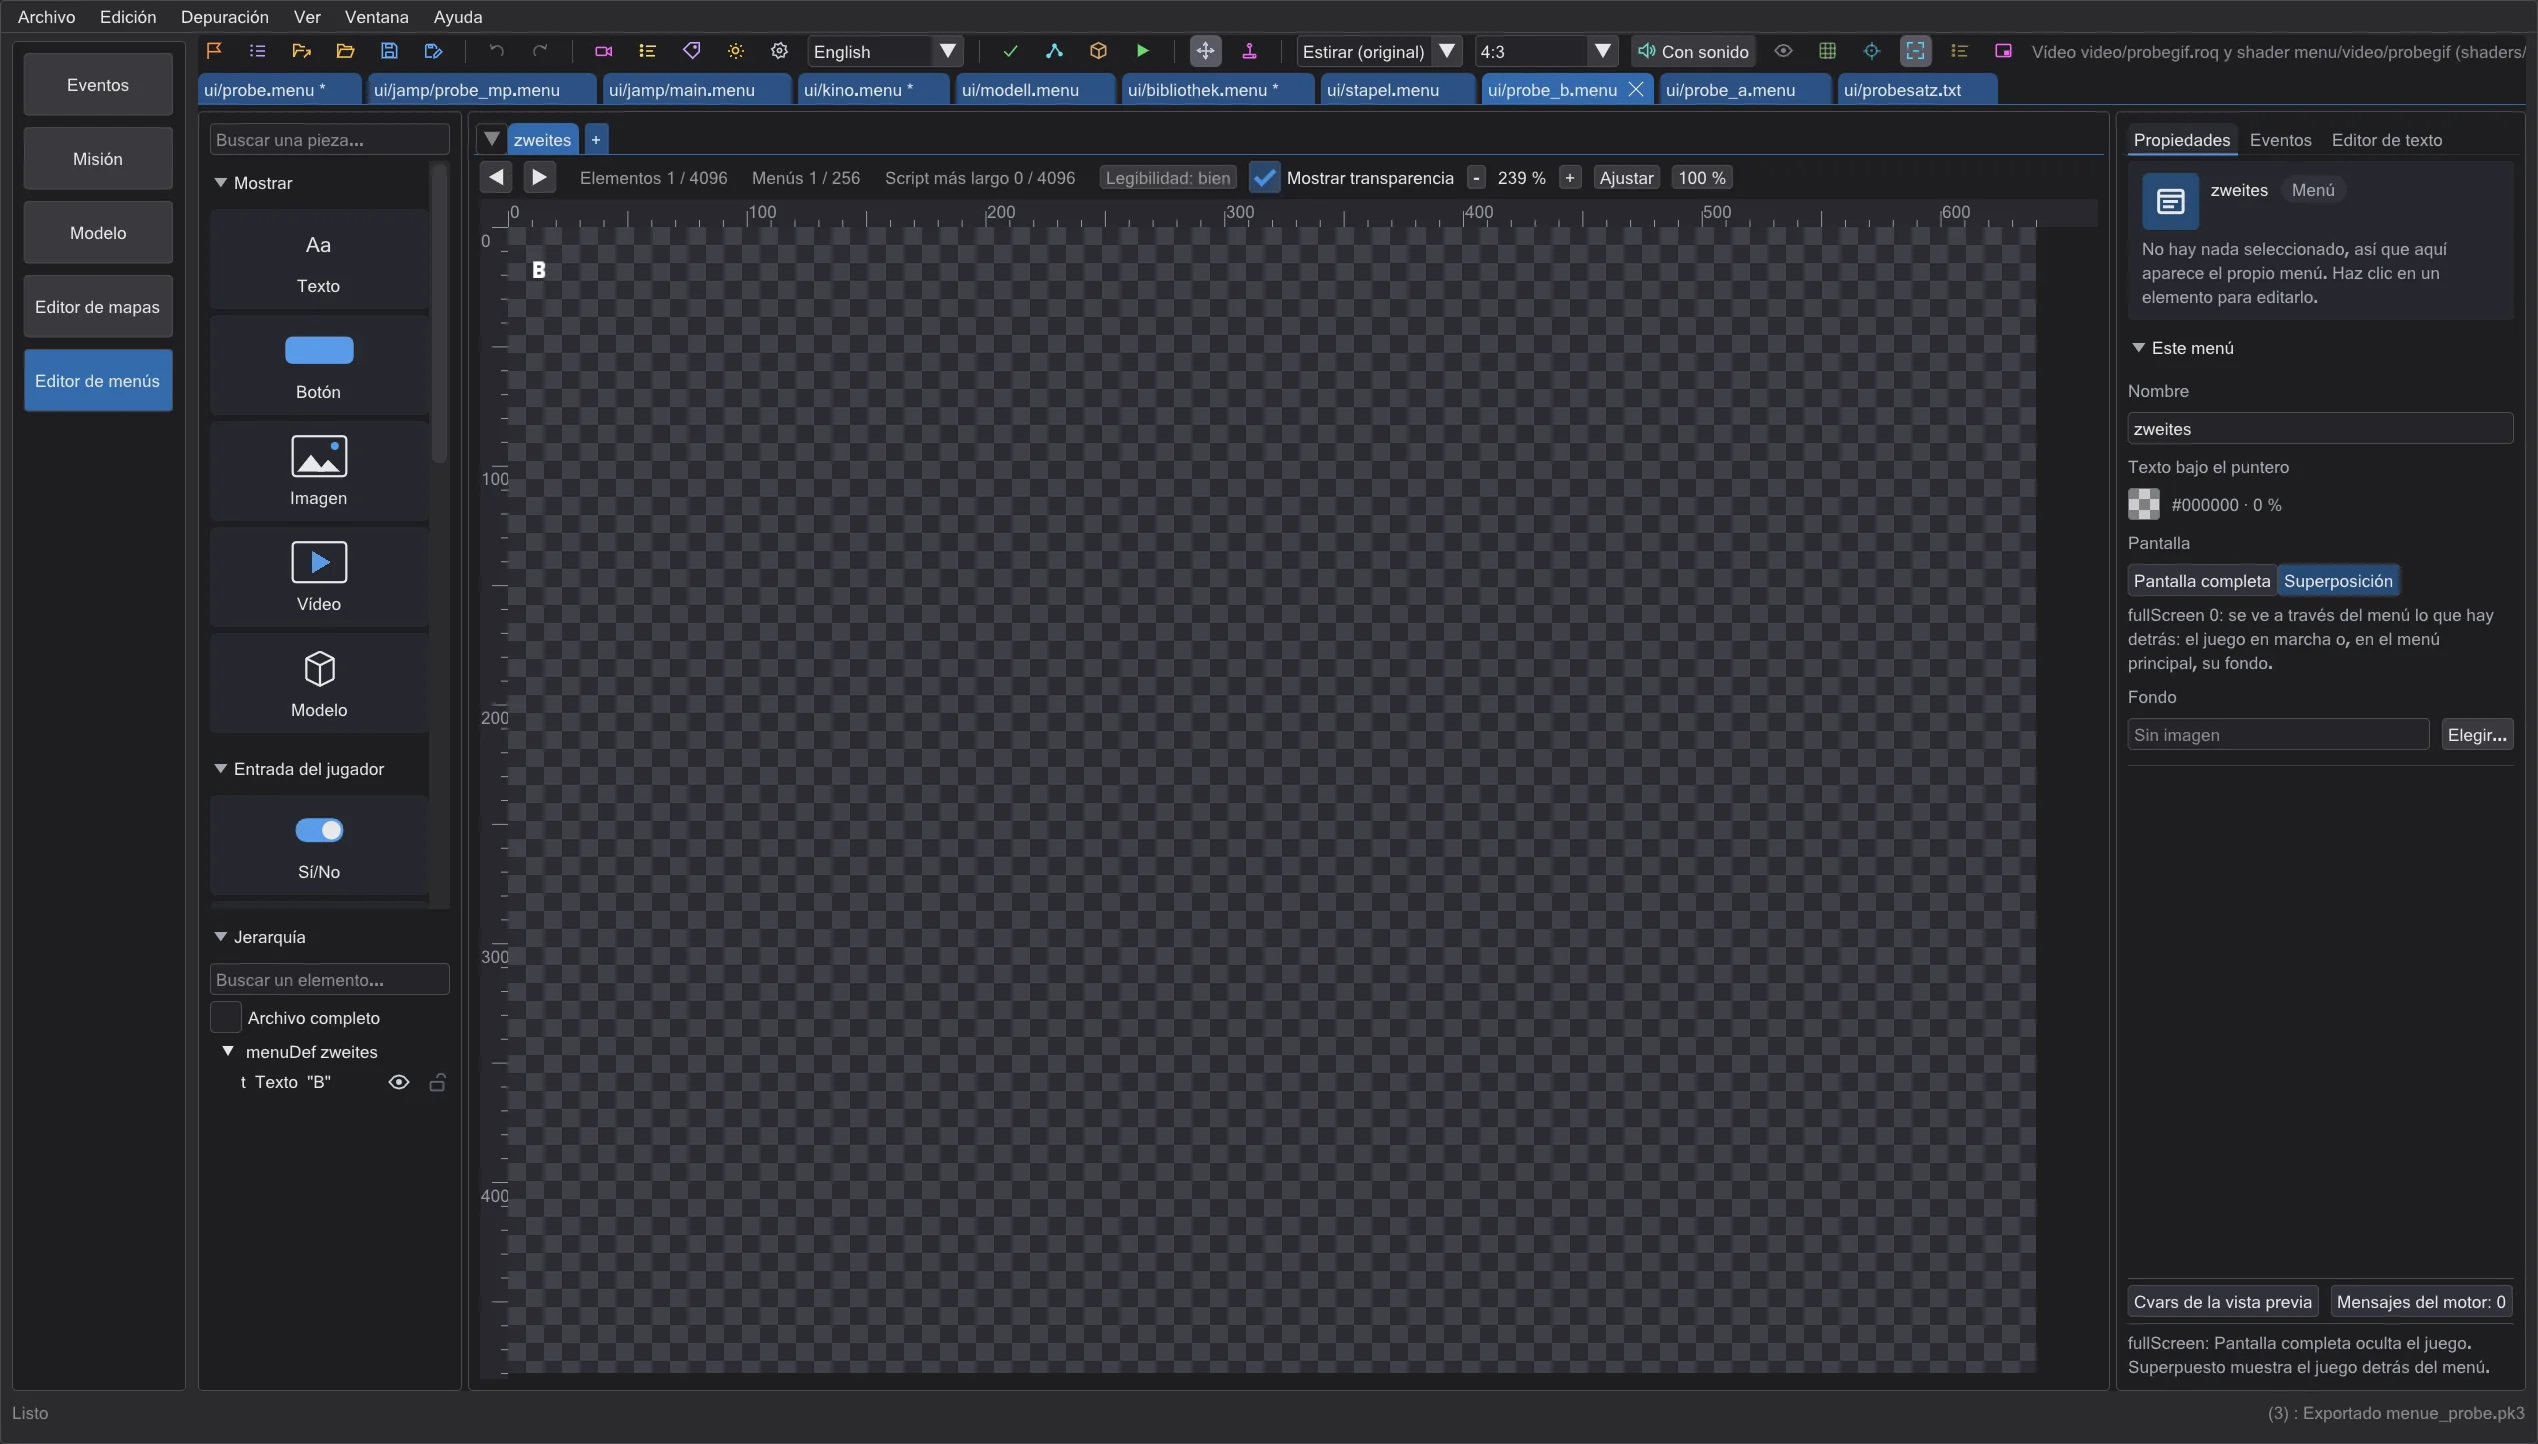 Archivo Edición Depuración Ver Ventana Ayuda
English
Estirar (original)
4:3
Con sonido
Vídeo video/probegif.roq y shader menu/video/probegif (shaders/
Eventos
Misión
Modelo
Editor de mapas
Editor de menús
ui/probe.menu *
ui/jamp/probe_mp.menu
ui/jamp/main.menu
ui/kino.menu *
ui/modell.menu
ui/bibliothek.menu *
ui/stapel.menu
ui/probe_b.menu
ui/probe_a.menu
ui/probesatz.txt
Buscar una pieza...
Mostrar
Aa
Texto
Botón
Imagen
Vídeo
Modelo
Entrada del jugador
Sí/No
Jerarquía
Buscar un elemento...
Archivo completo
menuDef zweites
t Texto "B"
zweites
+
Elementos 1 / 4096
Menús 1 / 256
Script más largo 0 / 4096
Legibilidad: bien
Mostrar transparencia
- 239 % +
Ajustar
100 %
0 100 200 300 400 500 600
0
B
100
200
300
400
Propiedades Eventos Editor de texto
zweites Menú
No hay nada seleccionado, así que aquí
aparece el propio menú. Haz clic en un
elemento para editarlo.
Este menú
Nombre
zweites
Texto bajo el puntero
#000000 · 0 %
Pantalla
Pantalla completa Superposición
fullScreen 0: se ve a través del menú lo que hay
detrás: el juego en marcha o, en el menú
principal, su fondo.
Fondo
Sin imagen
Elegir...
Cvars de la vista previa
Mensajes del motor: 0
fullScreen: Pantalla completa oculta el juego.
Superpuesto muestra el juego detrás del menú.
Listo
(3) : Exportado menue_probe.pk3